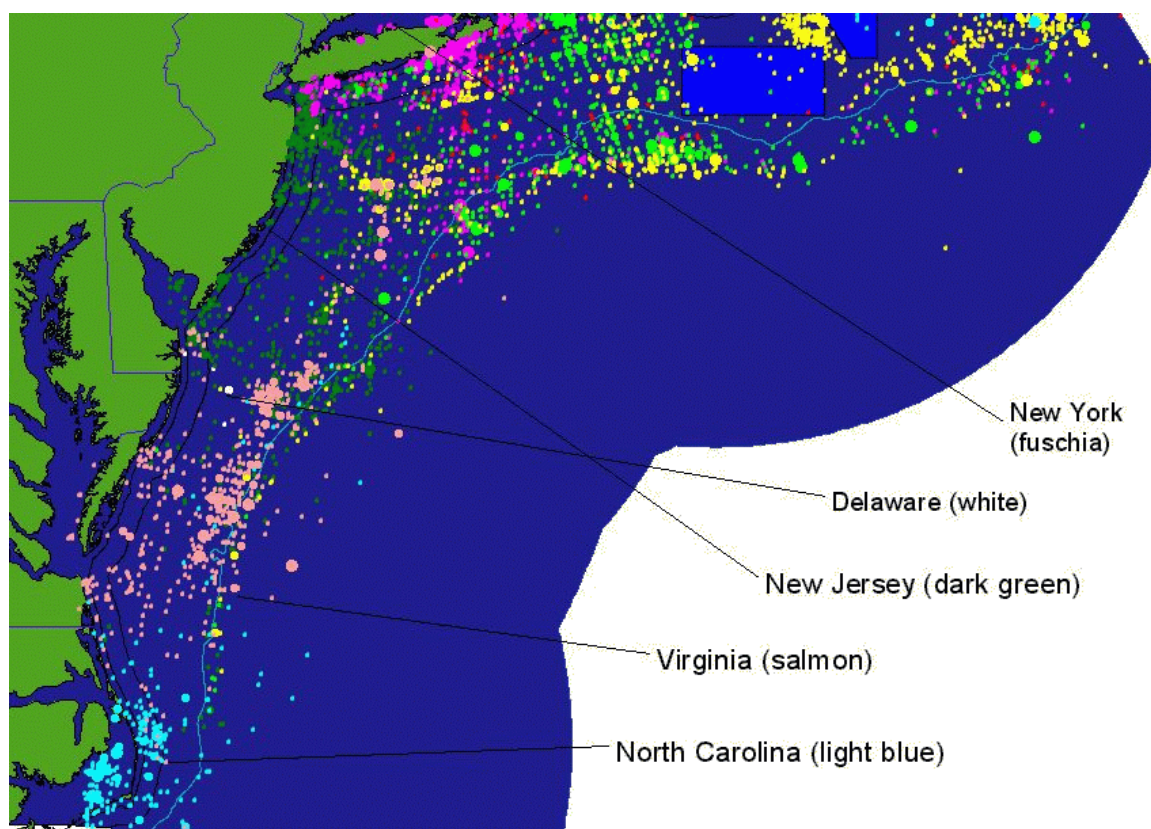 New York
(fuschia)
Delaware (white)
New Jersey (dark green)
Virginia (salmon)
North Carolina (light blue)